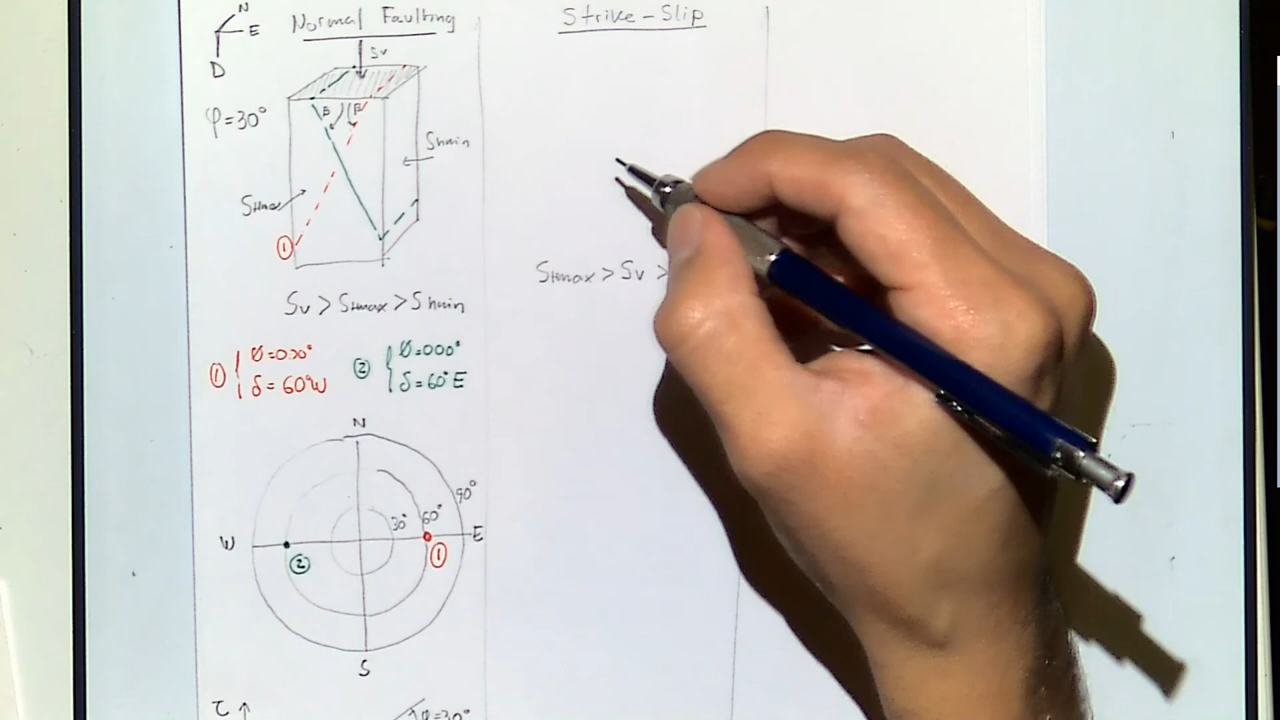 N
E
D
Normal Faulting
Sv
φ=30°
β β
Shmin
SHmax
①
Sv > SHmax > Shmin
① { Ø=000° δ = 60°W
② { Ø=000° δ = 60°E
N
90°
60°
30°
W
E
②
①
S
τ
φ=30°
Strike-Slip
SHmax > Sv >